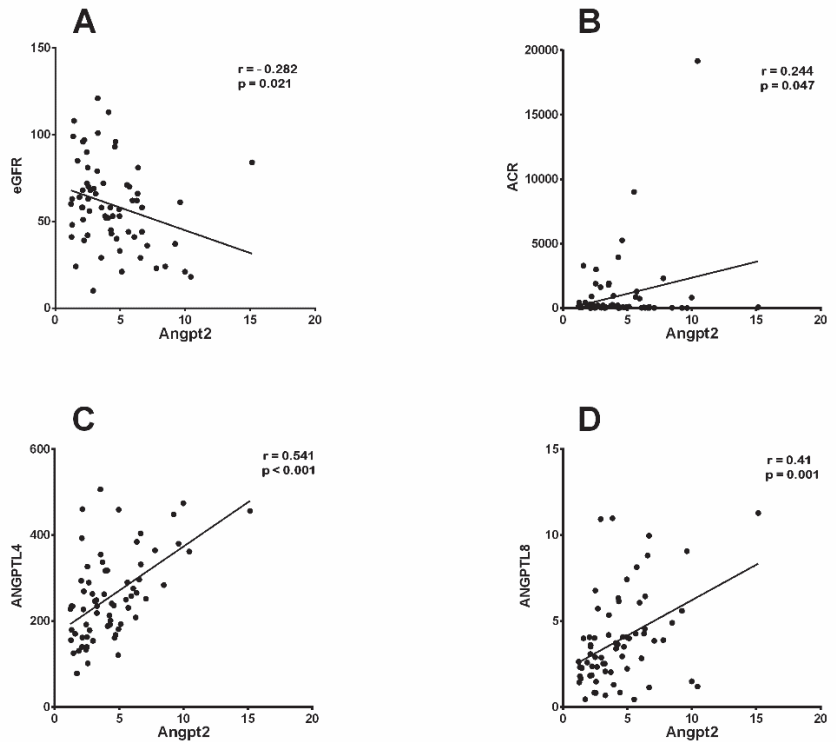 A
150
100
50
0
eGFR
r = - 0.282
p = 0.021
0 5 10 15 20
Angpt2
B
20000
15000
10000
5000
0
ACR
r = 0.244
p = 0.047
0 5 10 15 20
Angpt2
C
600
400
200
0
ANGPTL4
r = 0.541
p < 0.001
0 5 10 15 20
Angpt2
D
15
10
5
0
ANGPTL8
r = 0.41
p = 0.001
0 5 10 15 20
Angpt2